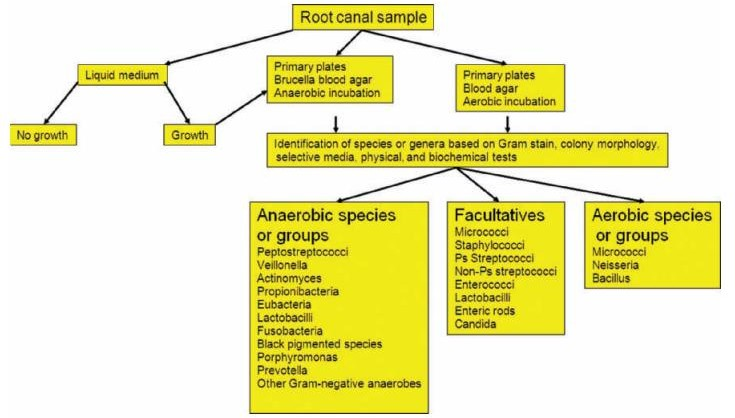 Root canal sample
Liquid medium
No growth
Growth
Primary plates
Brucella blood agar
Anaerobic incubation
Primary plates
Blood agar
Aerobic incubation
Identification of species or genera based on Gram stain, colony morphology,
selective media, physical, and biochemical tests
Anaerobic species
or groups
Peptostreptococci
Veillonella
Actinomyces
Propionibacteria
Eubacteria
Lactobacilli
Fusobacteria
Black pigmented species
Porphyromonas
Prevotella
Other Gram-negative anaerobes
Facultatives
Micrococci
Staphylococci
Ps Streptococci
Non-Ps streptococci
Enterococci
Lactobacilli
Enteric rods
Candida
Aerobic species
or groups
Micrococci
Neisseria
Bacillus